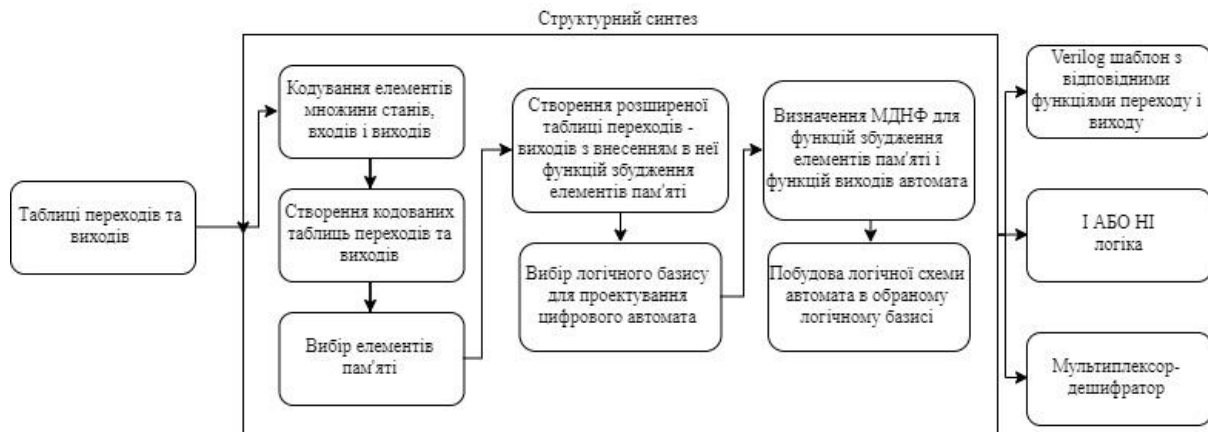 Структурний синтез
Таблиці переходів та
виходів
Кодування елементів
множини станів,
входів і виходів
Створення кодованих
таблиць переходів та
виходів
Вибір елементів
пам'яті
Створення розширеної
таблиці переходів -
виходів з внесенням в неї
функцій збудження
елементів пам'яті
Вибір логічного базису
для проектування
цифрового автомата
Визначення МДНФ для
функцій збудження
елементів пам'яті і
функцій виходів автомата
Побудова логічної схеми
автомата в обраному
логічному базисі
Verilog шаблон з
відповідними
функціями переходу і
виходу
І АБО НІ
логіка
Мультиплексор-
дешифратор